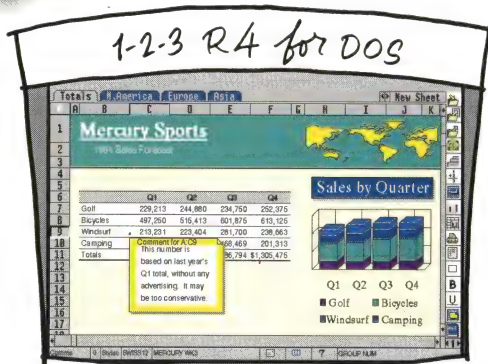 1-2-3 R4 for DOS
Totals N.America Europe Asia New Sheet
A B C D E F G H I J K
1 Mercury Sports
2 1994 Sales Forecast
3
4
5 Sales by Quarter
6 Q1 Q2 Q3 Q4
7 Golf 229,213 244,880 234,750 252,375
8 Bicycles 497,250 515,413 601,875 613,125
9 Windsurf 213,231 223,404 281,700 238,663
10 Camping 201,313
11 Totals $1,305,475
Comment for A:C9
This number is
based on last year's
Q1 total, without any
advertising. It may
be too conservative.
12
13
14
15
16
17
Q1 Q2 Q3 Q4
Golf Bicycles
Windsurf Camping
B
U
I
SWISS12 MERCURY.WK3 ? GROUP NUM